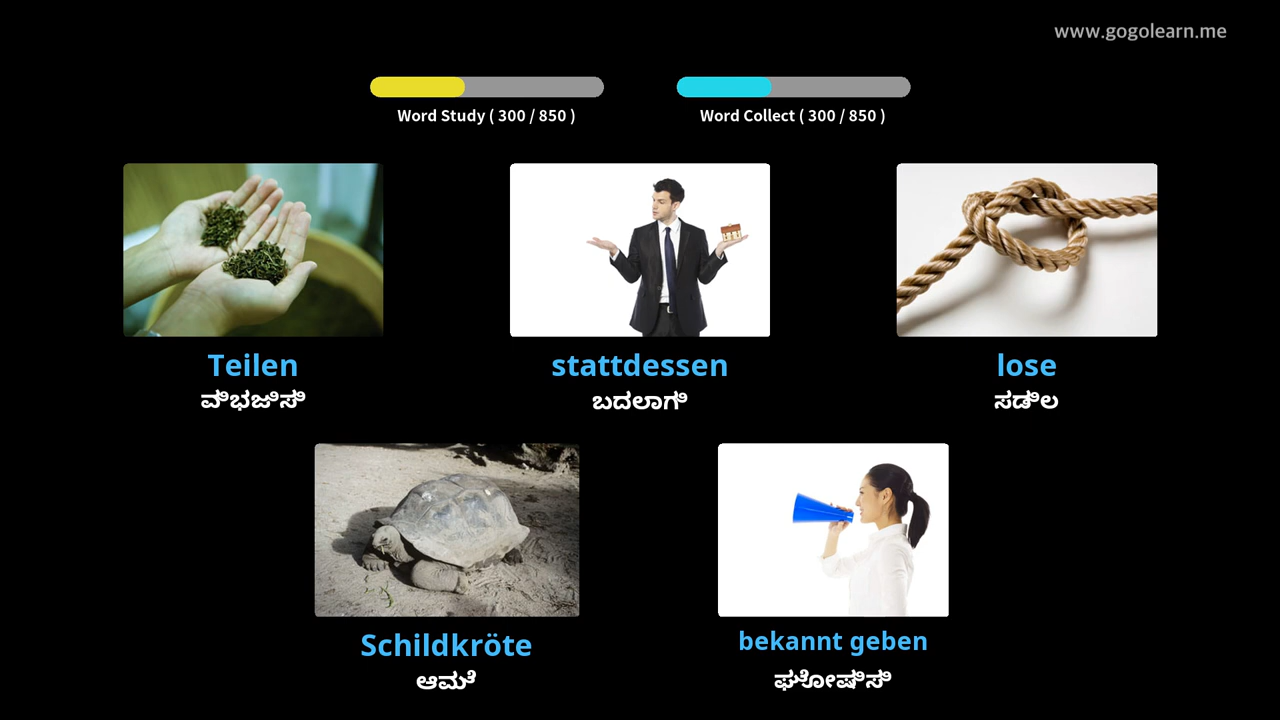 www.gogolearn.me
Word Study ( 300 / 850 )
Word Collect ( 300 / 850 )
Teilen
ವಿಭಜಿಸಿ
stattdessen
ಬದಲಾಗಿ
lose
ಸಡಿಲ
Schildkröte
ಆಮೆ
bekannt geben
ಘೋಷಿಸಿ